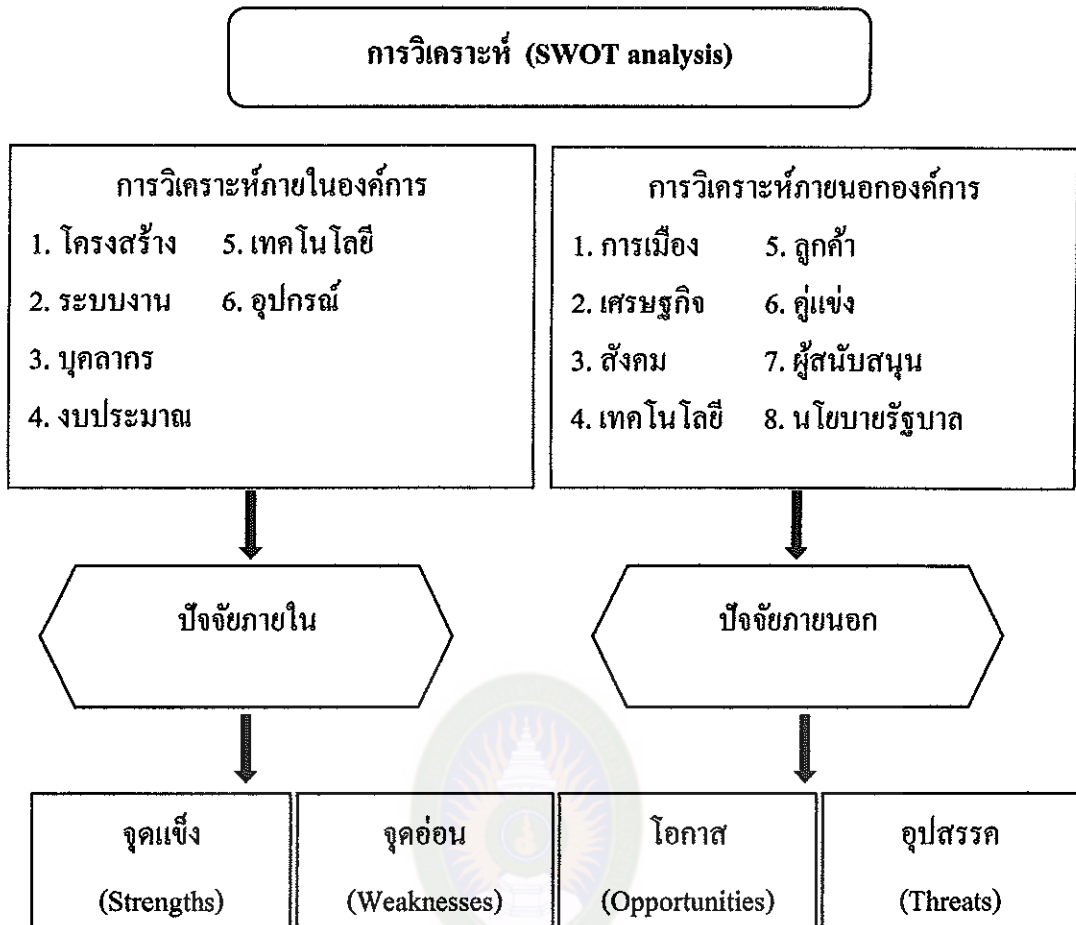 การวิเคราะห์ (SWOT analysis)
การวิเคราะห์ภายในองค์การ
1. โครงสร้าง 5. เทคโนโลยี
2. ระบบงาน 6. อุปกรณ์
3. บุคลากร
4. งบประมาณ
การวิเคราะห์ภายนอกองค์การ
1. การเมือง 5. ลูกค้า
2. เศรษฐกิจ 6. คู่แข่ง
3. สังคม 7. ผู้สนับสนุน
4. เทคโนโลยี 8. นโยบายรัฐบาล
ปัจจัยภายใน
ปัจจัยภายนอก
จุดแข็ง
(Strengths)
จุดอ่อน
(Weaknesses)
โอกาส
(Opportunities)
อุปสรรค
(Threats)